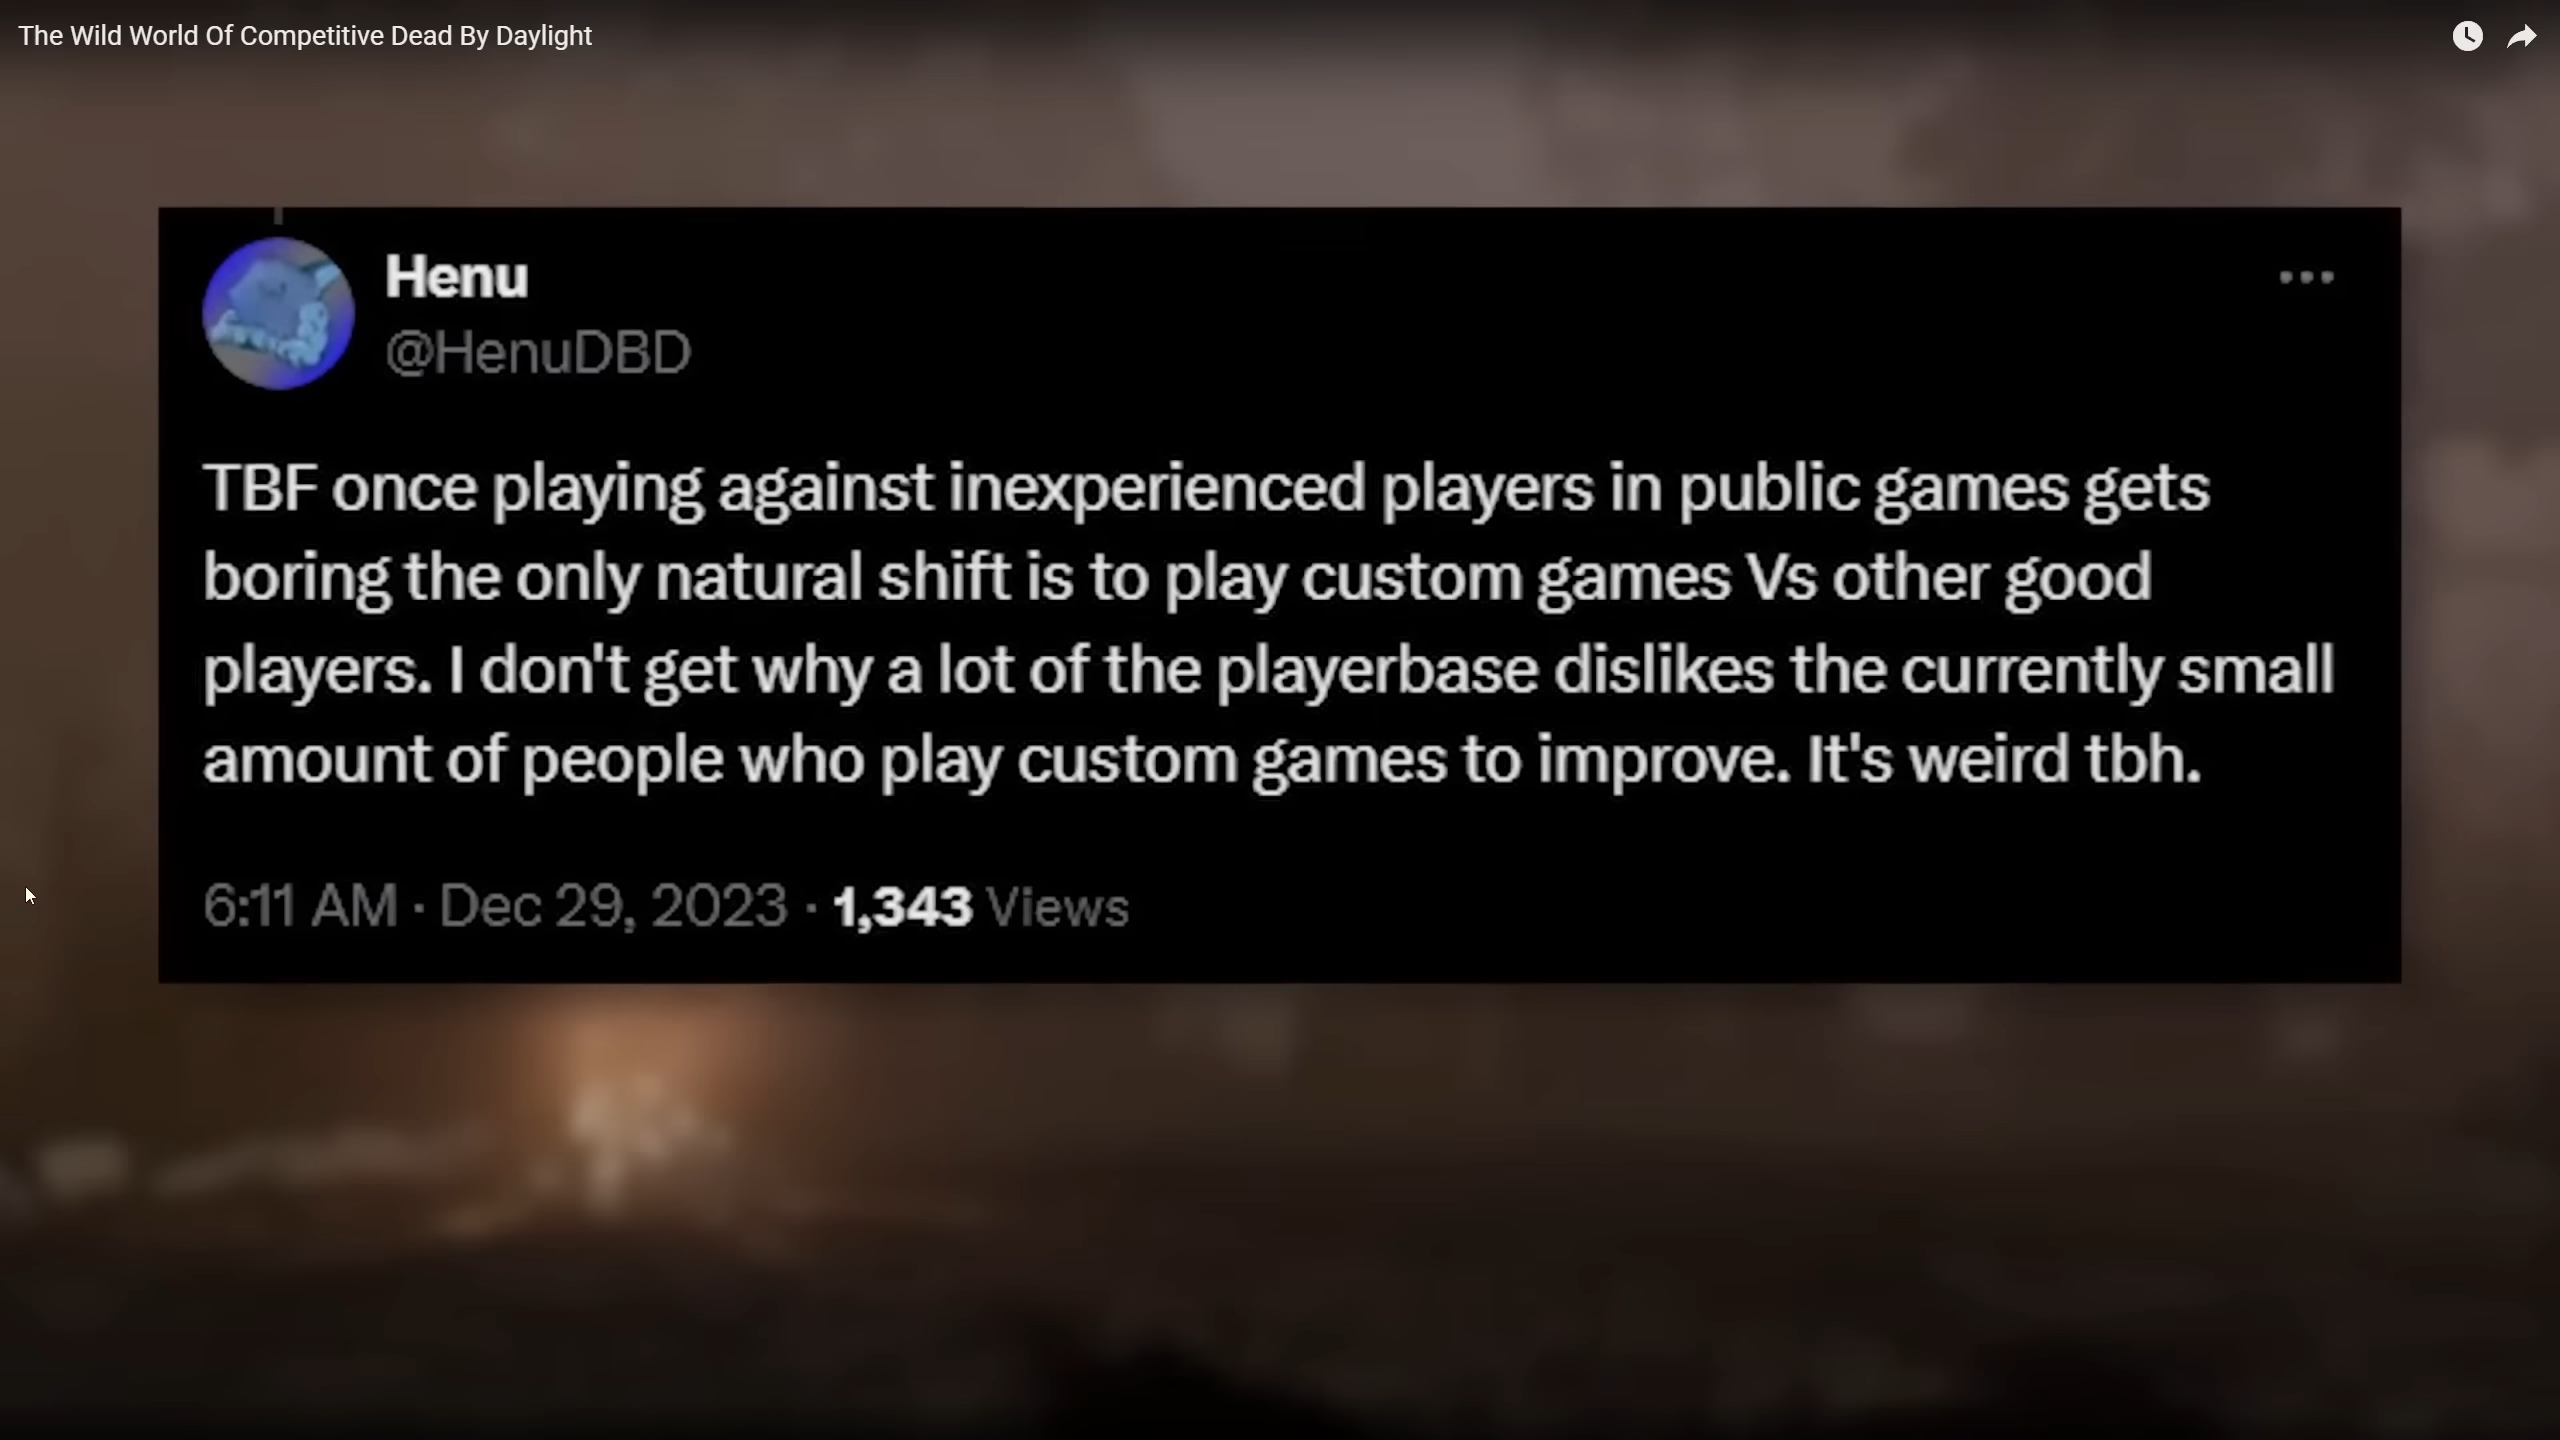 The Wild World Of Competitive Dead By Daylight
Henu
@HenuDBD
TBF once playing against inexperienced players in public games gets
boring the only natural shift is to play custom games Vs other good
players. I don't get why a lot of the playerbase dislikes the currently small
amount of people who play custom games to improve. It's weird tbh.
6:11 AM · Dec 29, 2023 · 1,343 Views